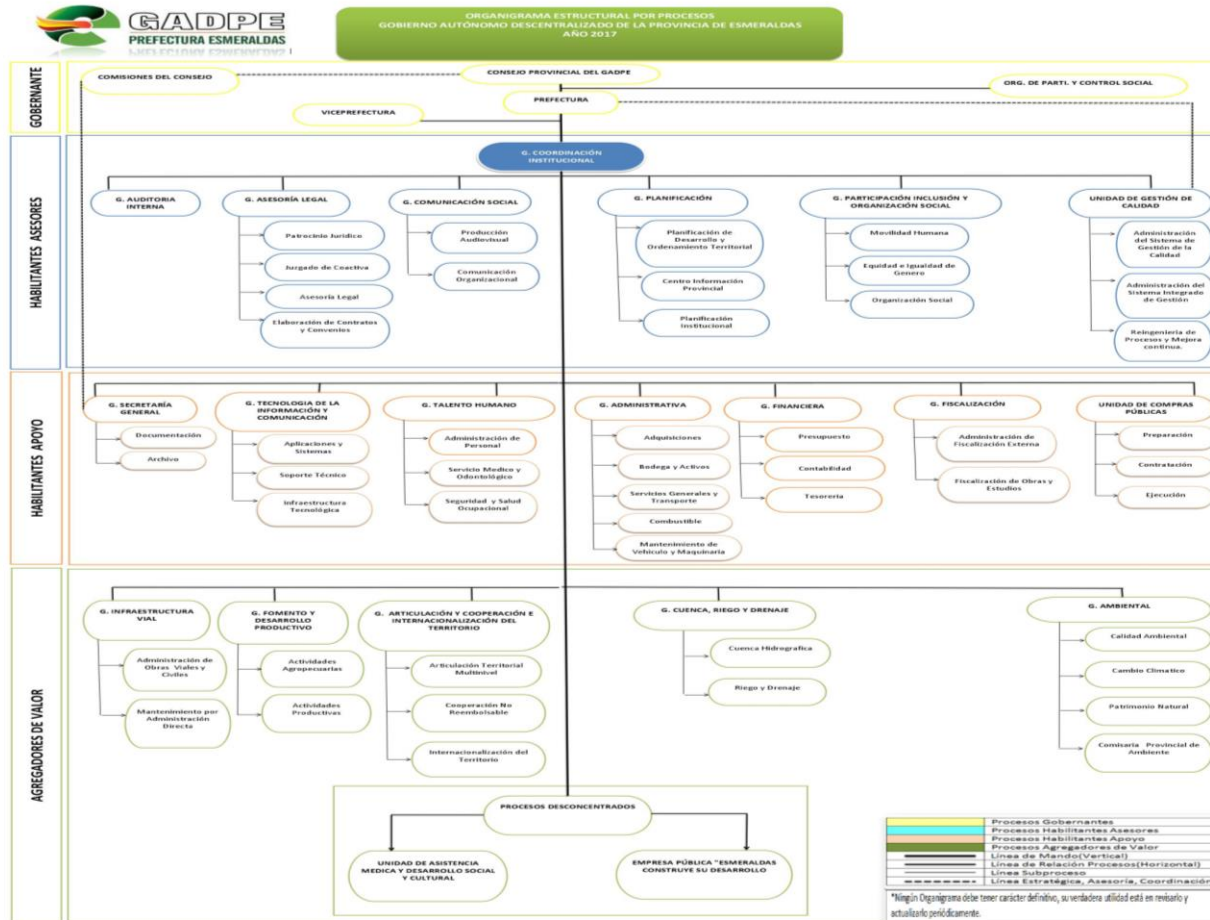 GADPE
PREFECTURA ESMERALDAS
ORGANIGRAMA ESTRUCTURAL POR PROCESOS
GOBIERNO AUTÓNOMO DESCENTRALIZADO DE LA PROVINCIA DE ESMERALDAS
AÑO 2017
GOBERNANTE
COMISIONES DEL CONSEJO
CONSEJO PROVINCIAL DEL GADPE
ORG. DE PARTI. Y CONTROL SOCIAL
PREFECTURA
VICEPREFECTURA
HABILITANTES ASESORES
G. COORDINACIÓN
INSTITUCIONAL
G. AUDITORIA
INTERNA
G. ASESORÍA LEGAL
Patrocinio Jurídico
Juzgado de Coactiva
Asesoría Legal
Elaboración de Contratos
y Convenios
G. COMUNICACIÓN SOCIAL
Producción
Audiovisual
Comunicación
Organizacional
G. PLANIFICACIÓN
Planificación de
Desarrollo y
Ordenamiento Territorial
Centro Información
Provincial
Planificación
Institucional
G. PARTICIPACIÓN INCLUSIÓN Y
ORGANIZACIÓN SOCIAL
Movilidad Humana
Equidad e Igualdad de
Genero
Organización Social
UNIDAD DE GESTIÓN DE
CALIDAD
Administración
del Sistema de
Gestión de la
Calidad
Administración del
Sistema Integrado
de Gestión
Reingeniería de
Procesos y Mejora
continua.
HABILITANTES APOYO
G. SECRETARÍA
GENERAL
Documentación
Archivo
G. TECNOLOGIA DE LA
INFORMACIÓN Y
COMUNICACIÓN
Aplicaciones y
Sistemas
Soporte Técnico
Infraestructura
Tecnológica
G. TALENTO HUMANO
Administración de
Personal
Servicio Medico y
Odontológico
Seguridad y Salud
Ocupacional
G. ADMINISTRATIVA
Adquisiciones
Bodega y Activos
Servicios Generales y
Transporte
Combustible
Mantenimiento de
Vehiculo y Maquinaria
G. FINANCIERA
Presupuesto
Contabilidad
Tesoreria
G. FISCALIZACIÓN
Administración de
Fiscalización Externa
Fiscalización de Obras y
Estudios
UNIDAD DE COMPRAS
PÚBLICAS
Preparación
Contratación
Ejecución
AGREGADORES DE VALOR
G. INFRAESTRUCTURA
VIAL
Administración de
Obras Viales y
Civiles
Mantenimiento por
Administración
Directa
G. FOMENTO Y
DESARROLLO
PRODUCTIVO
Actividades
Agropecuarias
Actividades
Productivas
G. ARTICULACIÓN Y COOPERACIÓN E
INTERNACIONALIZACIÓN DEL
TERRITORIO
Articulación Territorial
Multinivel
Cooperación No
Reembolsable
Internacionalización del
Territorio
G. CUENCA, RIEGO Y DRENAJE
Cuenca Hidrografica
Riego y Drenaje
G. AMBIENTAL
Calidad Ambiental
Cambio Climatico
Patrimonio Natural
Comisaria Provincial de
Ambiente
PROCESOS DESCONCENTRADOS
UNIDAD DE ASISTENCIA
MEDICA Y DESARROLLO SOCIAL
Y CULTURAL
EMPRESA PÚBLICA "ESMERALDAS
CONSTRUYE SU DESARROLLO
Procesos Gobernantes
Procesos Habilitantes Asesores
Procesos Habilitantes Apoyo
Procesos Agregadores de Valor
Línea de Mando(Vertical)
Línea de Relación Procesos(Horizontal)
Línea Subproceso
Línea Estratégica, Asesoría, Coordinación
*Ningún Organigrama debe tener carácter definitivo, su verdadera utilidad está en revisarlo y
actualizarlo periódicamente.